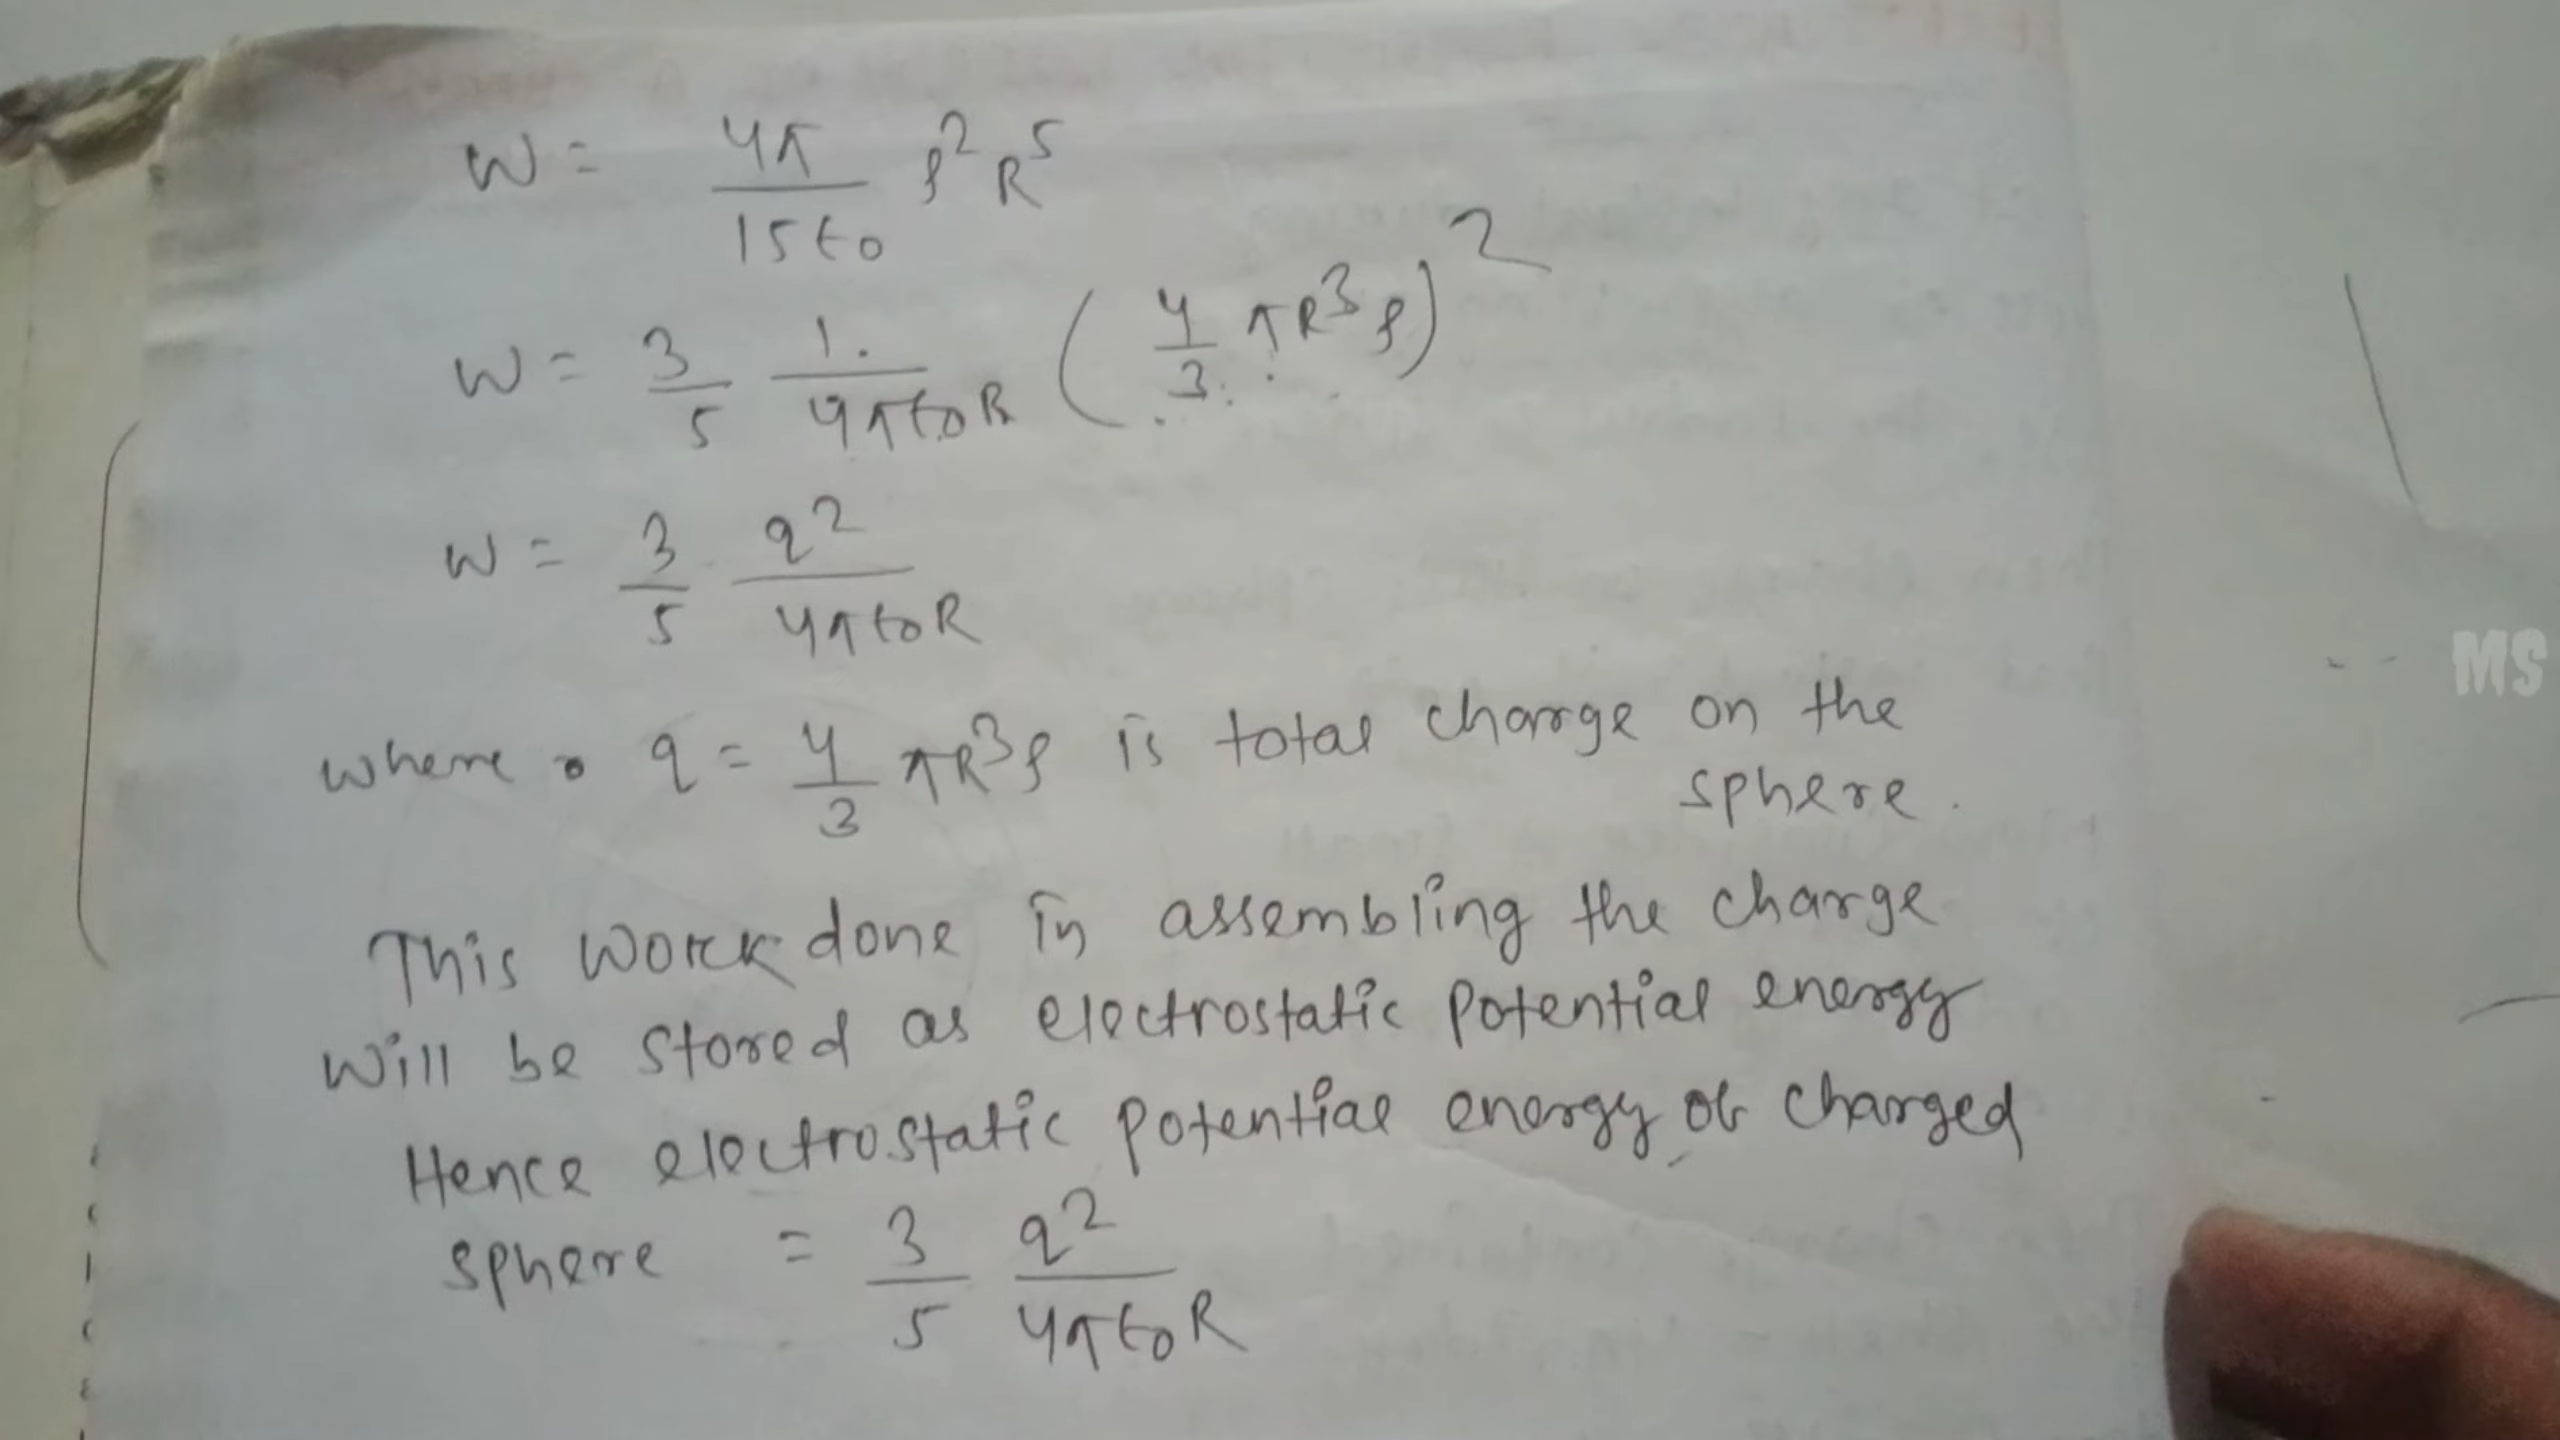 W = 4π/15ε₀ ρ² R⁵
W = 3/5 1/4πε₀R (4/3 πR³ρ)²
W = 3/5 q²/4πε₀R
where q = 4/3 πR³ρ is total charge on the
sphere.
This work done in assembling the charge
will be stored as electrostatic potential energy
Hence electrostatic potential energy of charged
sphere = 3/5 q²/4πε₀R
MS